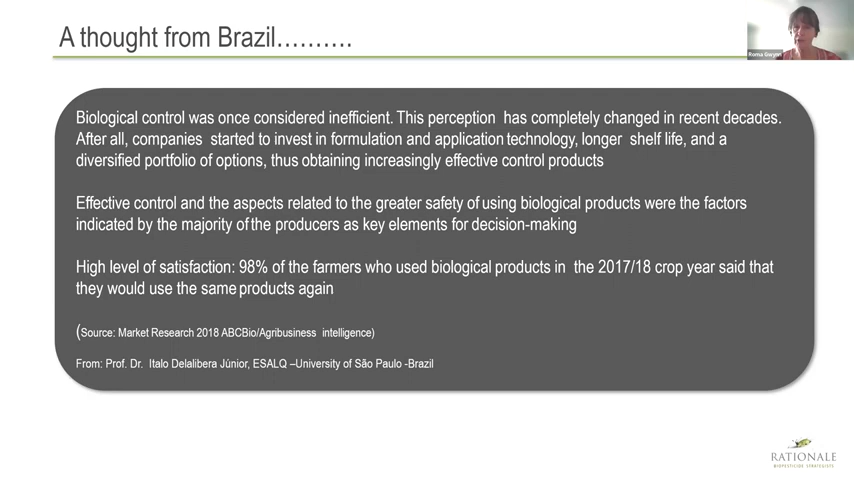 A thought from Brazil……….
Roma Gwynn
Biological control was once considered inefficient. This perception has completely changed in recent decades.
After all, companies started to invest in formulation and application technology, longer shelf life, and a
diversified portfolio of options, thus obtaining increasingly effective control products
Effective control and the aspects related to the greater safety of using biological products were the factors
indicated by the majority of the producers as key elements for decision-making
High level of satisfaction: 98% of the farmers who used biological products in the 2017/18 crop year said that
they would use the same products again
(Source: Market Research 2018 ABCBio/Agribusiness intelligence)
From: Prof. Dr. Italo Delalibera Júnior, ESALQ –University of São Paulo -Brazil
RATIONALE
BIOPESTICIDE STRATEGISTS